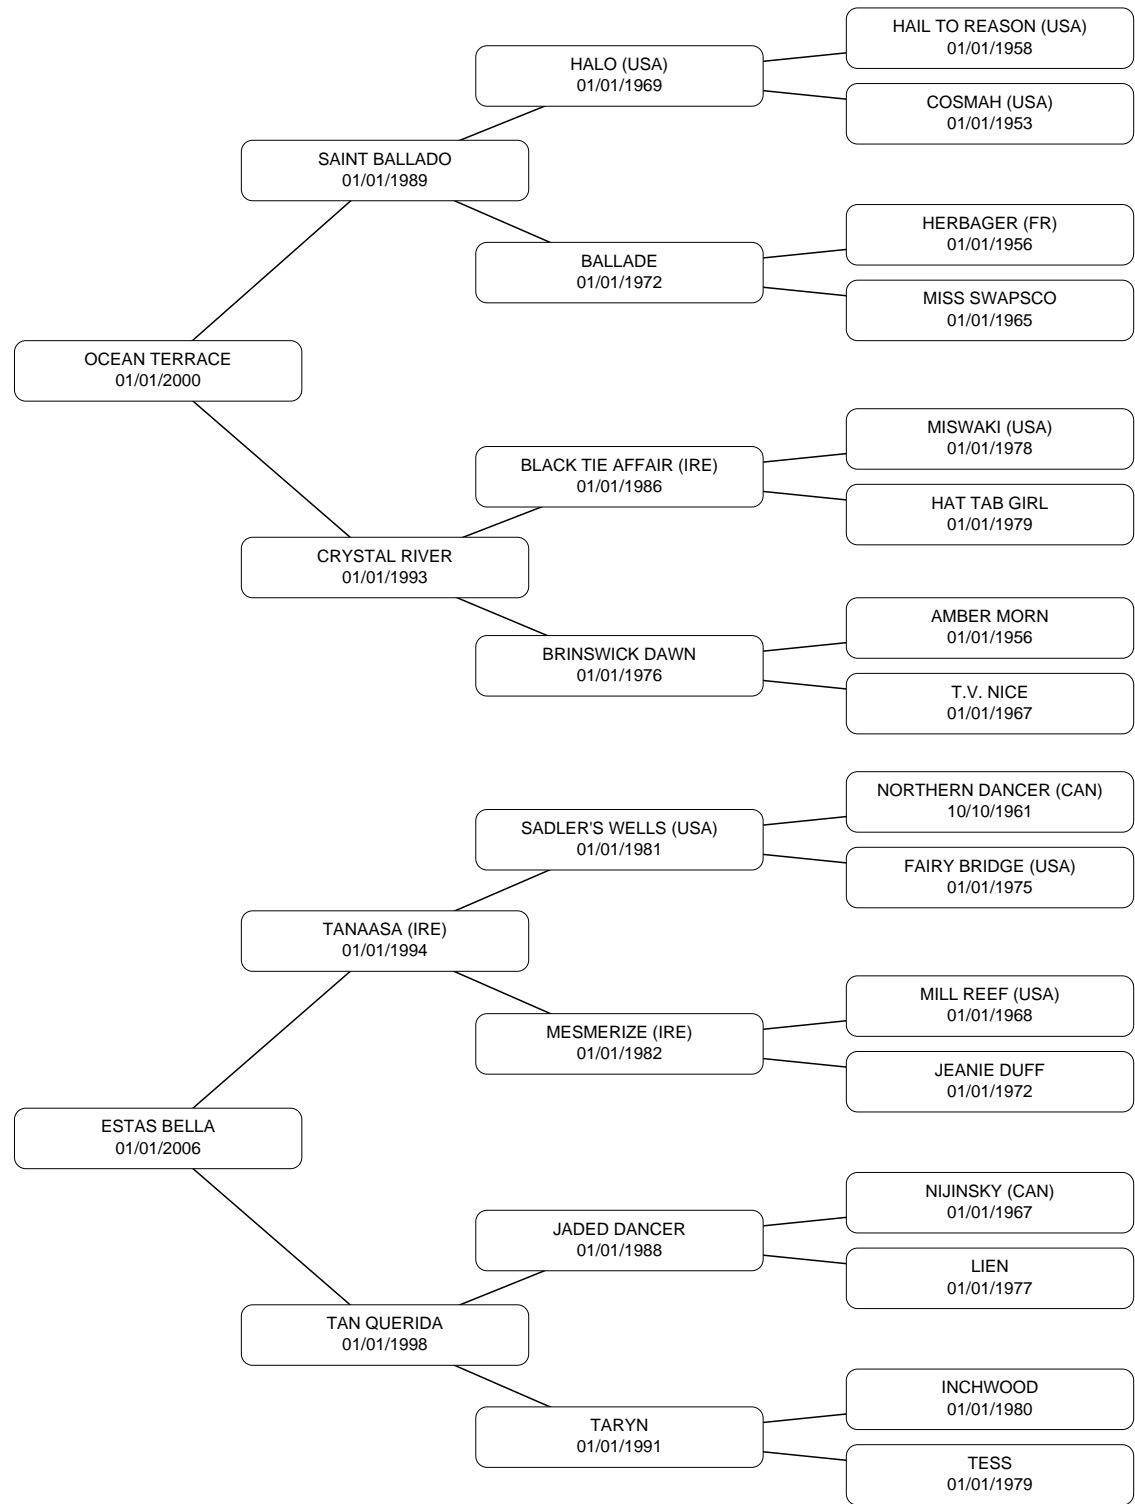 HAIL TO REASON (USA)
01/01/1958
HALO (USA)
01/01/1969
COSMAH (USA)
01/01/1953
SAINT BALLADO
01/01/1989
HERBAGER (FR)
01/01/1956
BALLADE
01/01/1972
MISS SWAPSCO
01/01/1965
OCEAN TERRACE
01/01/2000
MISWAKI (USA)
01/01/1978
BLACK TIE AFFAIR (IRE)
01/01/1986
HAT TAB GIRL
01/01/1979
CRYSTAL RIVER
01/01/1993
AMBER MORN
01/01/1956
BRINSWICK DAWN
01/01/1976
T.V. NICE
01/01/1967
NORTHERN DANCER (CAN)
10/10/1961
SADLER'S WELLS (USA)
01/01/1981
FAIRY BRIDGE (USA)
01/01/1975
TANAASA (IRE)
01/01/1994
MILL REEF (USA)
01/01/1968
MESMERIZE (IRE)
01/01/1982
JEANIE DUFF
01/01/1972
ESTAS BELLA
01/01/2006
NIJINSKY (CAN)
01/01/1967
JADED DANCER
01/01/1988
LIEN
01/01/1977
TAN QUERIDA
01/01/1998
INCHWOOD
01/01/1980
TARYN
01/01/1991
TESS
01/01/1979